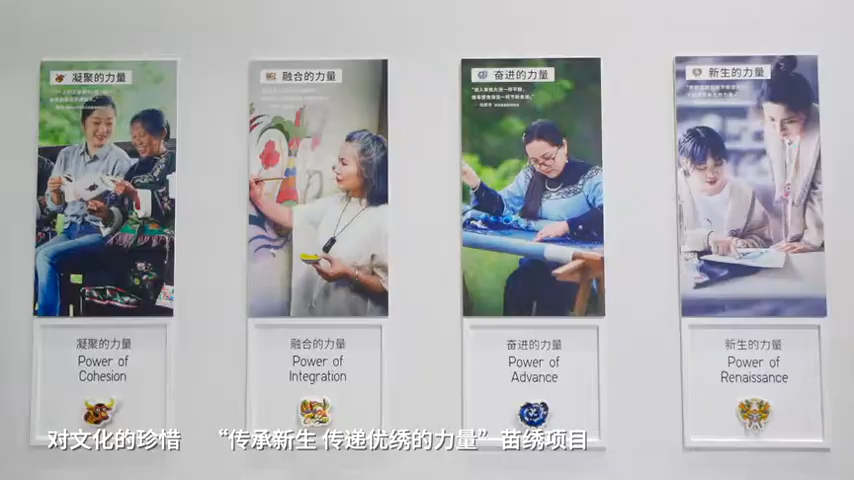 凝聚的力量
融合的力量
奋进的力量
新生的力量
凝聚的力量
Power of
Cohesion
融合的力量
Power of
Integration
奋进的力量
Power of
Advance
新生的力量
Power of
Renaissance
对文化的珍惜 “传承新生 传递优绣的力量”苗绣项目